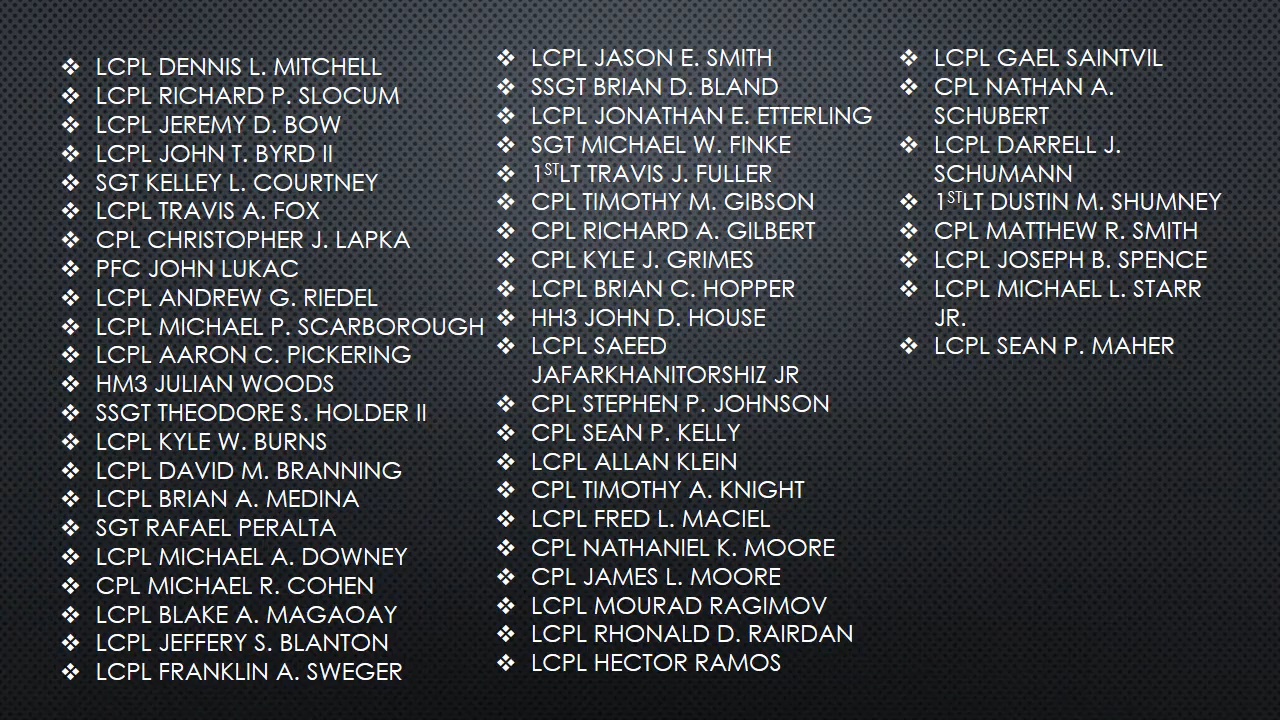 ❖ LCPL DENNIS L. MITCHELL
❖ LCPL RICHARD P. SLOCUM
❖ LCPL JEREMY D. BOW
❖ LCPL JOHN T. BYRD II
❖ SGT KELLEY L. COURTNEY
❖ LCPL TRAVIS A. FOX
❖ CPL CHRISTOPHER J. LAPKA
❖ PFC JOHN LUKAC
❖ LCPL ANDREW G. RIEDEL
❖ LCPL MICHAEL P. SCARBOROUGH
❖ LCPL AARON C. PICKERING
❖ HM3 JULIAN WOODS
❖ SSGT THEODORE S. HOLDER II
❖ LCPL KYLE W. BURNS
❖ LCPL DAVID M. BRANNING
❖ LCPL BRIAN A. MEDINA
❖ SGT RAFAEL PERALTA
❖ LCPL MICHAEL A. DOWNEY
❖ CPL MICHAEL R. COHEN
❖ LCPL BLAKE A. MAGAOAY
❖ LCPL JEFFERY S. BLANTON
❖ LCPL FRANKLIN A. SWEGER
❖ LCPL JASON E. SMITH
❖ SSGT BRIAN D. BLAND
❖ LCPL JONATHAN E. ETTERLING
❖ SGT MICHAEL W. FINKE
❖ 1STLT TRAVIS J. FULLER
❖ CPL TIMOTHY M. GIBSON
❖ CPL RICHARD A. GILBERT
❖ CPL KYLE J. GRIMES
❖ LCPL BRIAN C. HOPPER
❖ HH3 JOHN D. HOUSE
❖ LCPL SAEED
JAFARKHANITORSHIZ JR
❖ CPL STEPHEN P. JOHNSON
❖ CPL SEAN P. KELLY
❖ LCPL ALLAN KLEIN
❖ CPL TIMOTHY A. KNIGHT
❖ LCPL FRED L. MACIEL
❖ CPL NATHANIEL K. MOORE
❖ CPL JAMES L. MOORE
❖ LCPL MOURAD RAGIMOV
❖ LCPL RHONALD D. RAIRDAN
❖ LCPL HECTOR RAMOS
❖ LCPL GAEL SAINTVIL
❖ CPL NATHAN A.
SCHUBERT
❖ LCPL DARRELL J.
SCHUMANN
❖ 1STLT DUSTIN M. SHUMNEY
❖ CPL MATTHEW R. SMITH
❖ LCPL JOSEPH B. SPENCE
❖ LCPL MICHAEL L. STARR
JR.
❖ LCPL SEAN P. MAHER